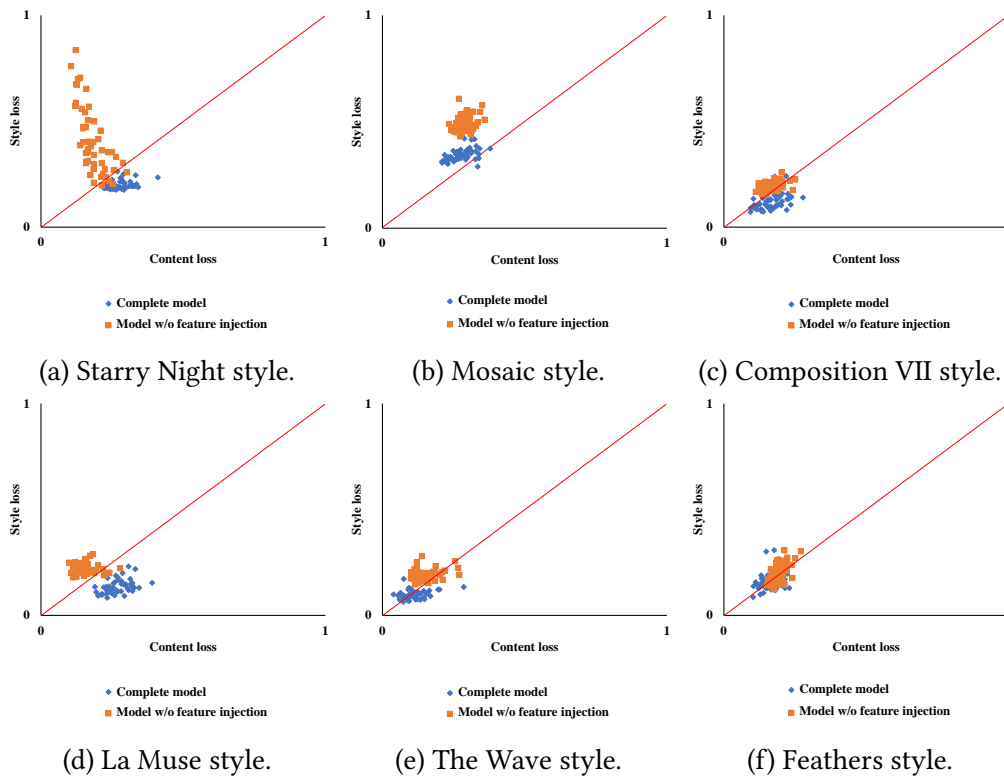 1
Style loss
0
0
1
Content loss
Complete model
Model w/o feature injection
(a) Starry Night style.
1
Style loss
0
0
1
Content loss
Complete model
Model w/o feature injection
(b) Mosaic style.
1
Style loss
0
0
Content loss
Complete model
Model w/o feature injection
(c) Composition VII style.
1
Style loss
0
0
1
Content loss
Complete model
Model w/o feature injection
(d) La Muse style.
1
Style loss
0
0
1
Content loss
Complete model
Model w/o feature injection
(e) The Wave style.
1
Style loss
0
0
Content loss
Complete model
Model w/o feature injection
(f) Feathers style.